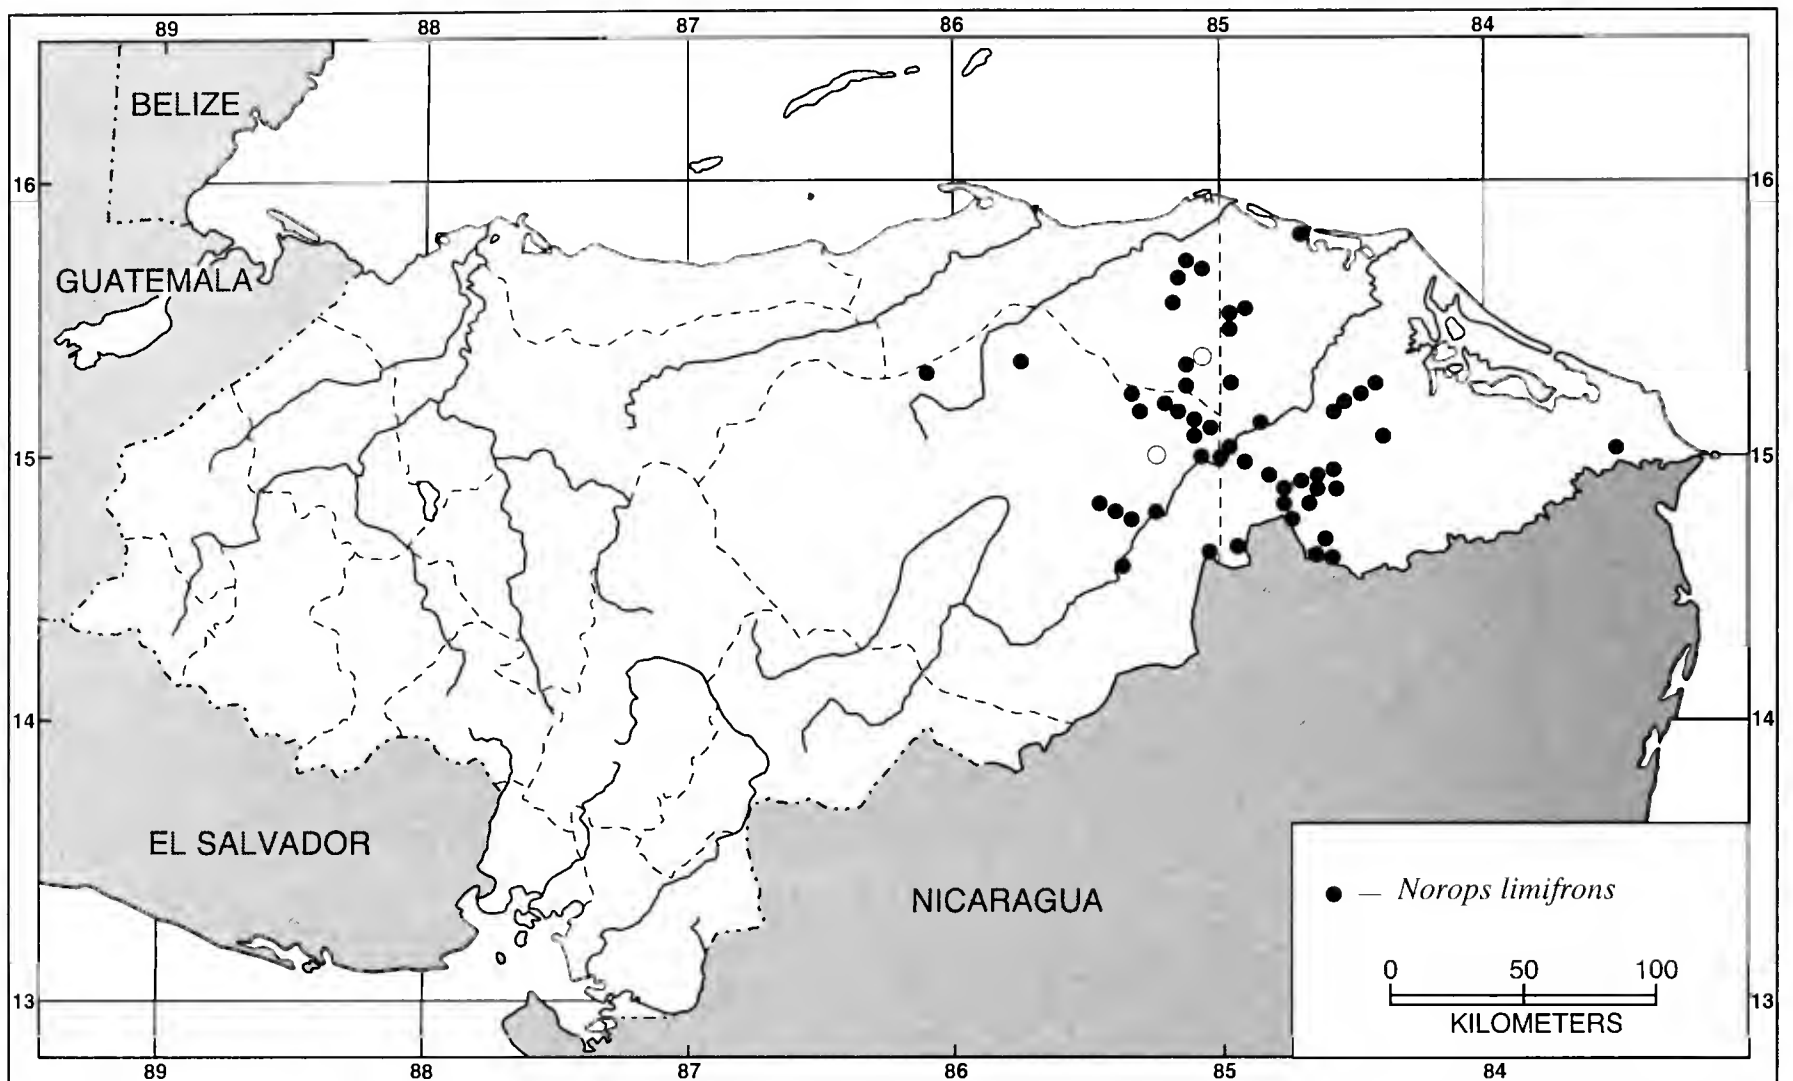 89 88 87 86 85 84
BELIZE
16 16
GUATEMALA
15 15
14 14
EL SALVADOR
NICARAGUA
— Norops limifrons
0 50 100
KILOMETERS
13 13
89 88 87 86 85 84